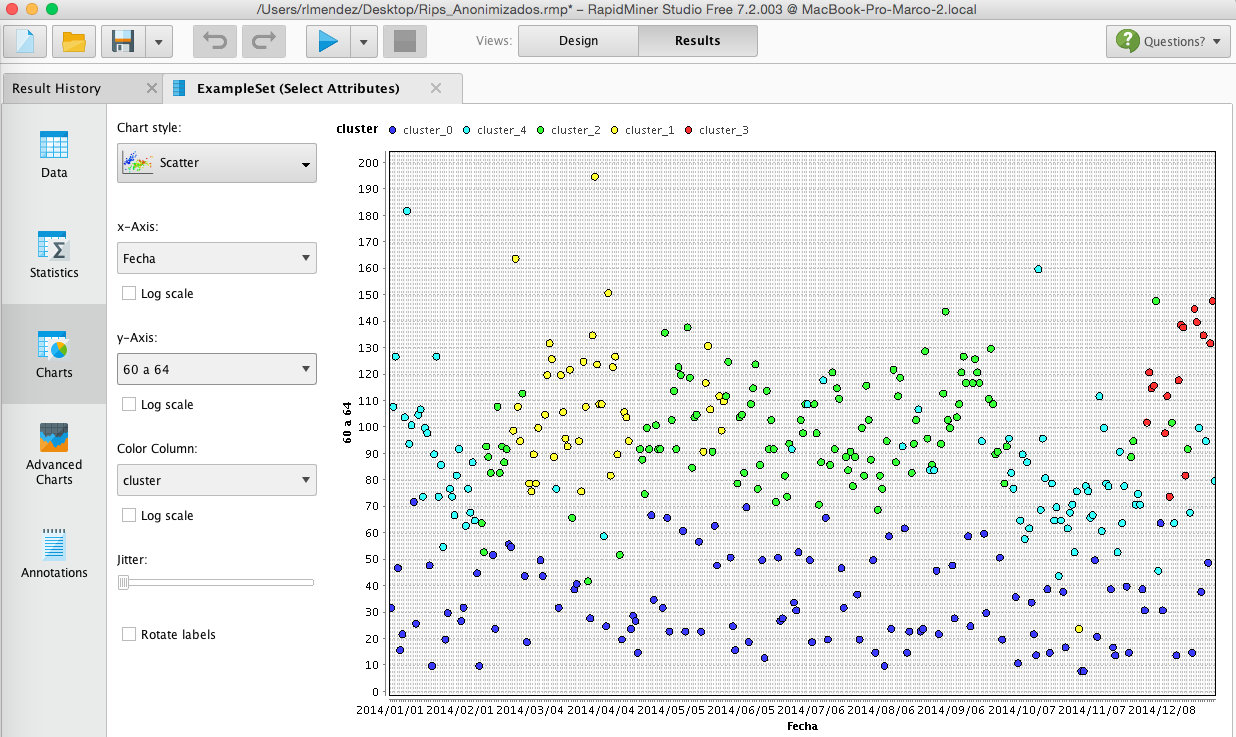 /Users/rlmendez/Desktop/Rips_Anonimizados.rmp* – RapidMiner Studio Free 7.2.003 @ MacBook-Pro-Marco-2.local
Views: Design Results Questions?
Result History ExampleSet (Select Attributes)
Data
Statistics
Charts
Advanced
Charts
Annotations
Chart style:
Scatter
x-Axis:
Fecha
Log scale
y-Axis:
60 a 64
Log scale
Color Column:
cluster
Log scale
Jitter:
Rotate labels
cluster cluster_0 cluster_4 cluster_2 cluster_1 cluster_3
200
190
180
170
160
150
140
130
120
110
100
90
80
70
60
50
40
30
20
10
0
60 a 64
2014/01/01 2014/02/01 2014/03/04 2014/04/04 2014/05/05 2014/06/05 2014/07/06 2014/08/06 2014/09/06 2014/10/07 2014/11/07 2014/12/08
Fecha